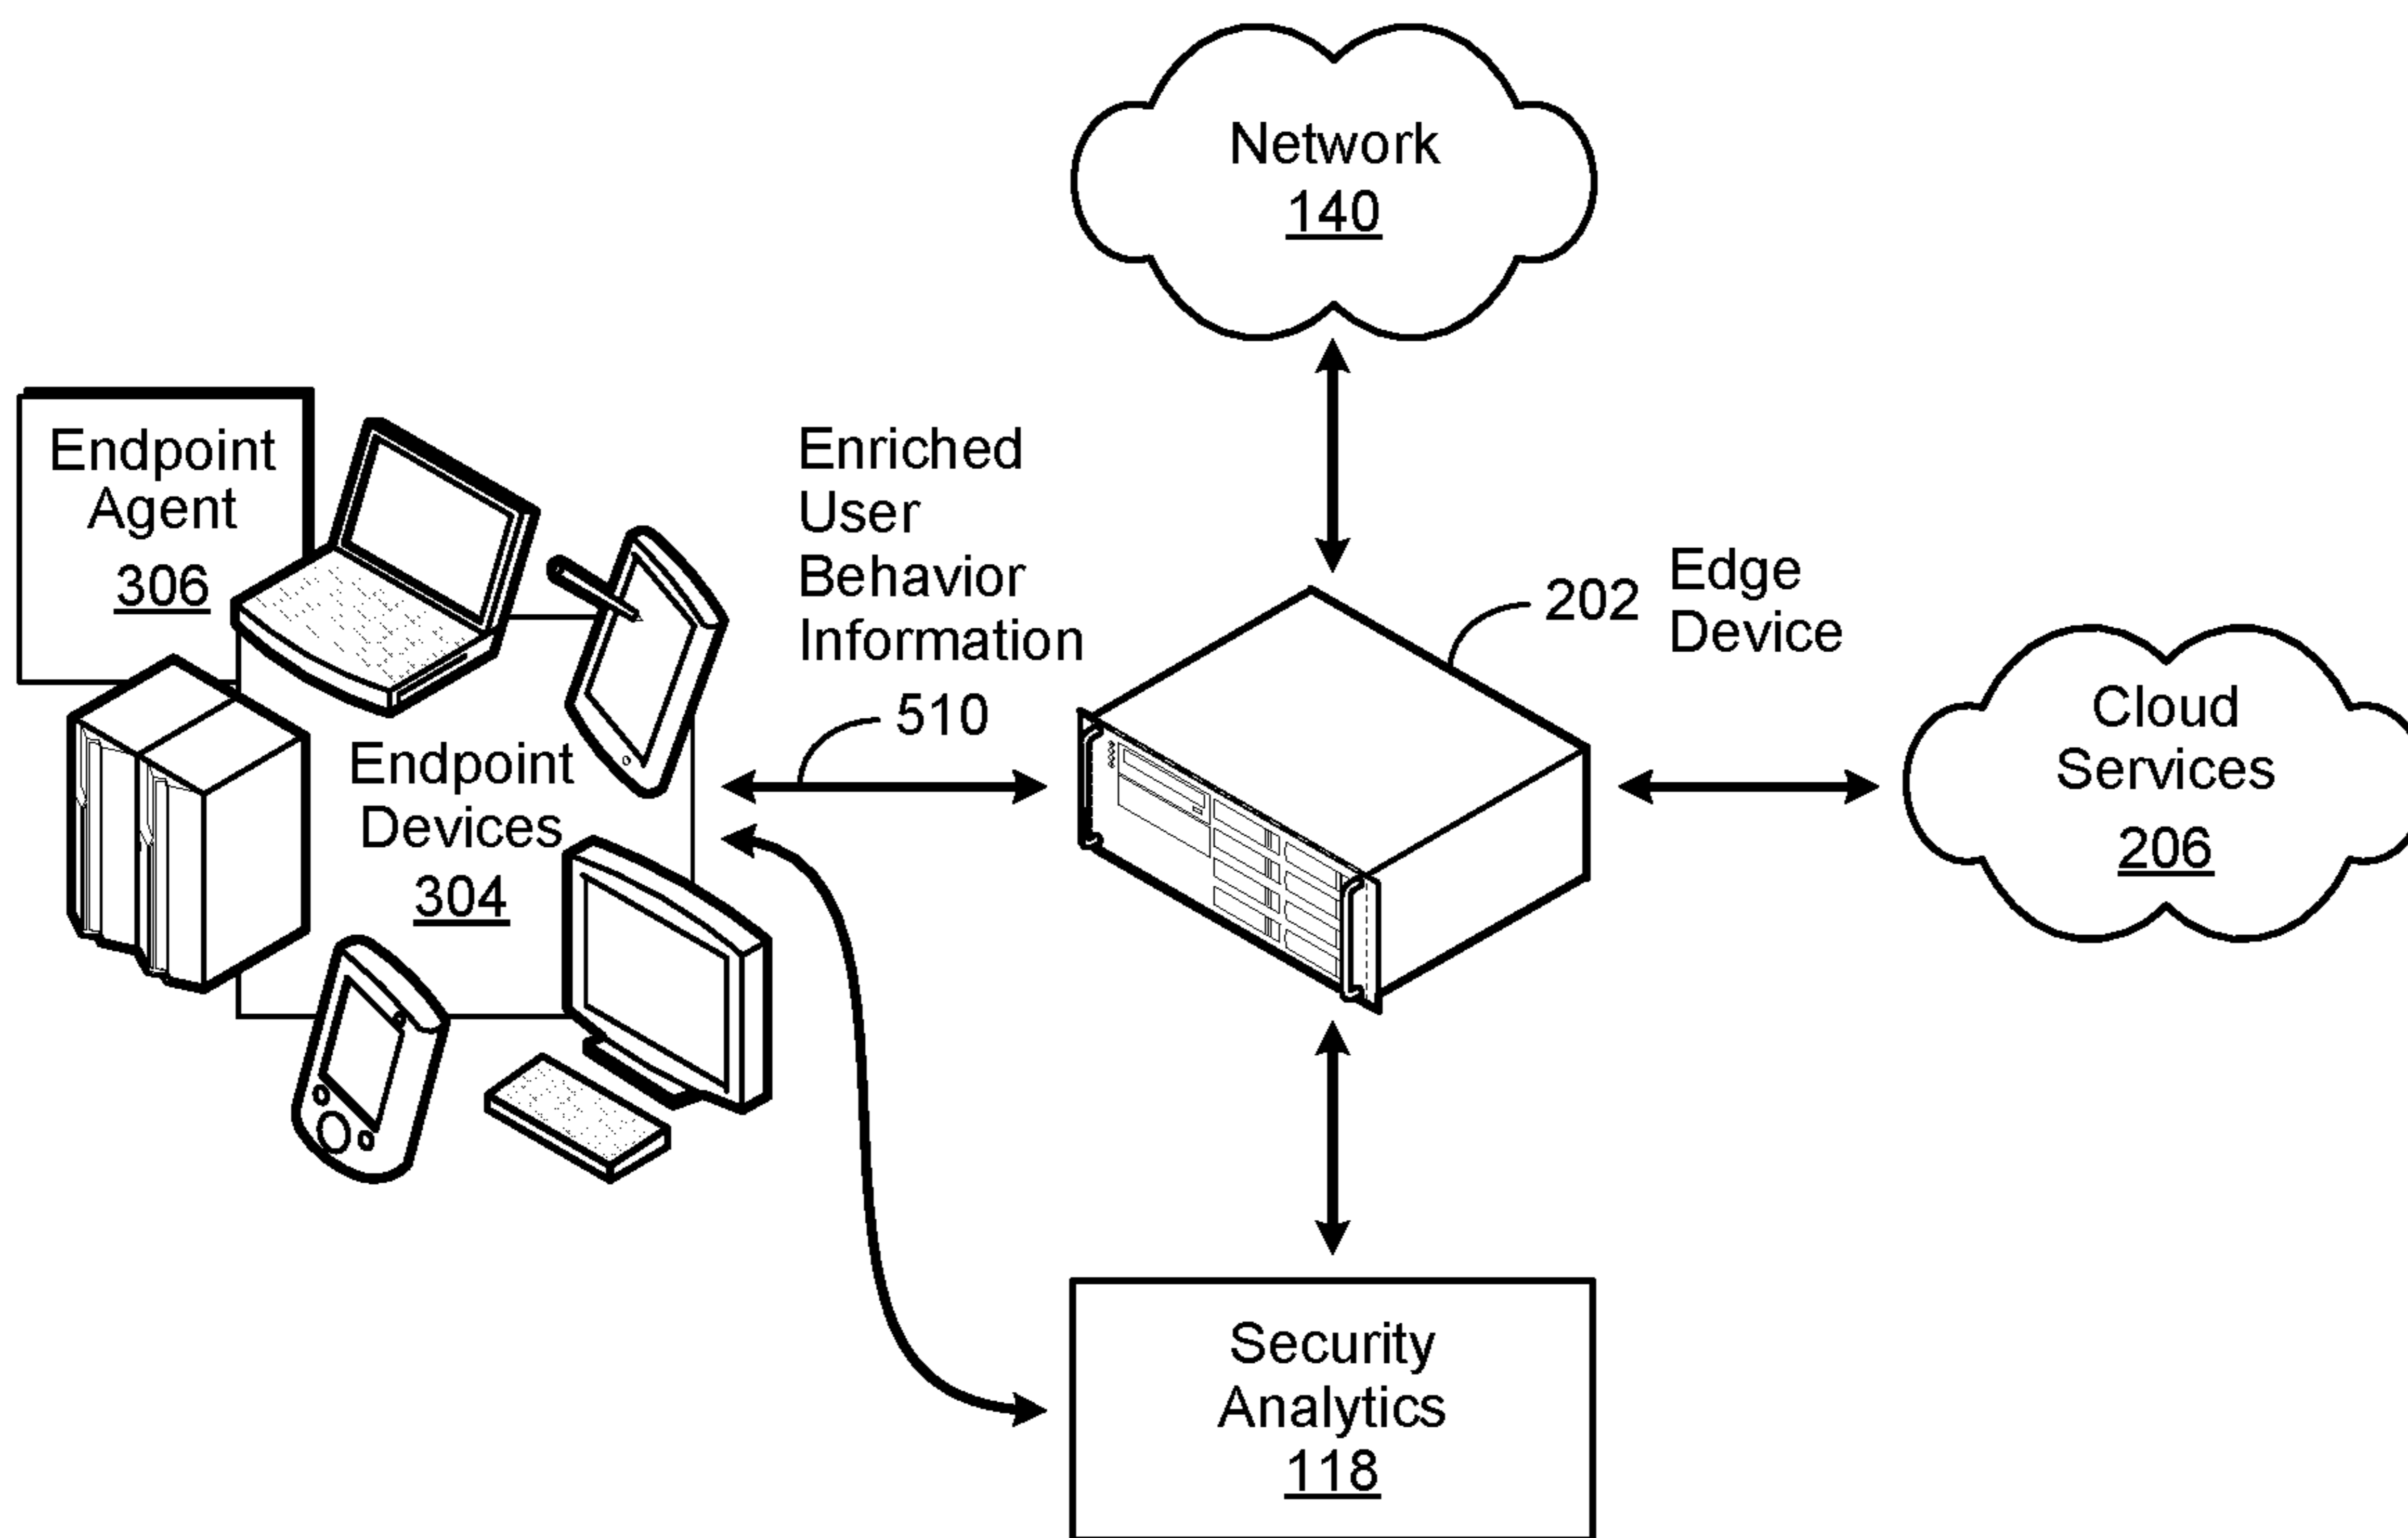 Network
140
Endpoint
Agent
306
Enriched
User
Behavior
Information
510
202
Edge
Device
Endpoint
Devices
304
Cloud
Services
206
Security
Analytics
118